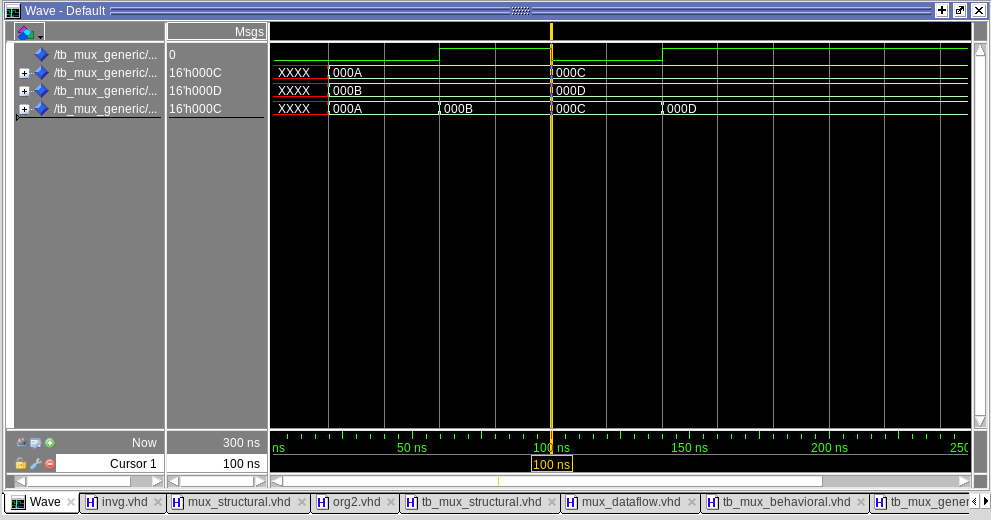 Wave - Default
Msgs
/tb_mux_generic/... 0
/tb_mux_generic/... 16'h000C XXXX 000A 000C
/tb_mux_generic/... 16'h000D XXXX 000B 000D
/tb_mux_generic/... 16'h000C XXXX 000A 000B 000C 000D
Now 300 ns ns 50 ns 100 ns 150 ns 200 ns 250
Cursor 1 100 ns 100 ns
Wave invg.vhd mux_structural.vhd org2.vhd tb_mux_structural.vhd mux_dataflow.vhd tb_mux_behavioral.vhd tb_mux_gener